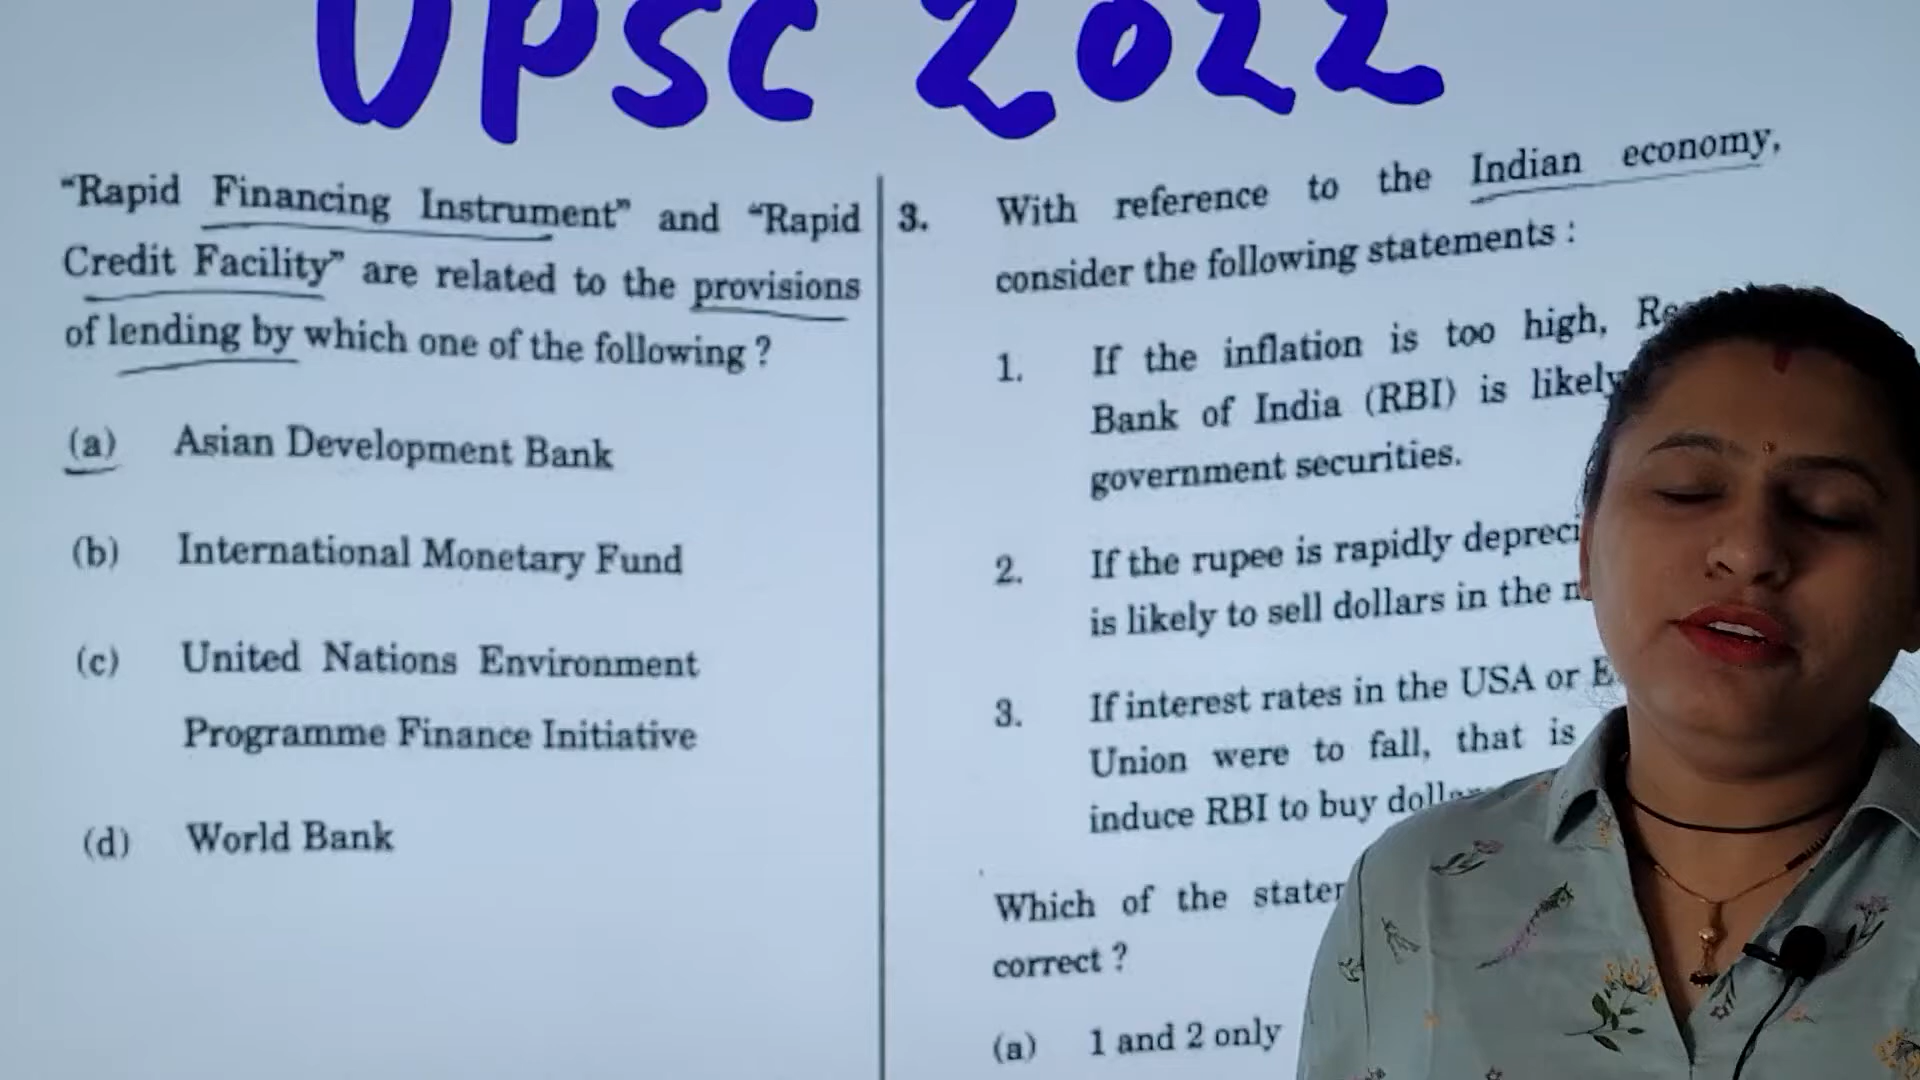 UPSC 2022
“Rapid Financing Instrument” and “Rapid
Credit Facility” are related to the provisions
of lending by which one of the following ?
(a) Asian Development Bank
(b) International Monetary Fund
(c) United Nations Environment
Programme Finance Initiative
(d) World Bank
3. With reference to the Indian economy,
consider the following statements :
1. If the inflation is too high,
Bank of India (RBI) is likely
government securities.
2. If the rupee is rapidly
is likely to sell dollars in the
3. If interest rates in the USA or
Union were to fall, that is
induce RBI to buy
Which of the
correct ?
(a) 1 and 2 only